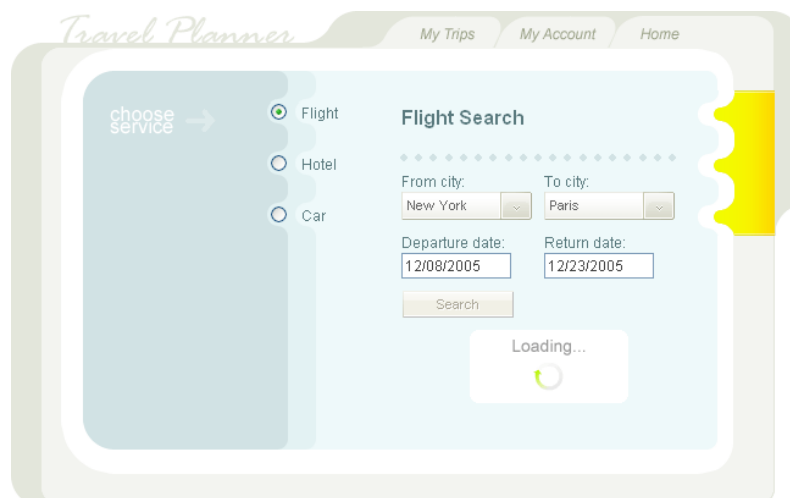 Travel Planner
My Trips
My Account
Home
choose
service
Flight
Hotel
Car
Flight Search
From city:
To city:
New York
Paris
Departure date:
Return date:
12/08/2005
12/23/2005
Search
Loading...